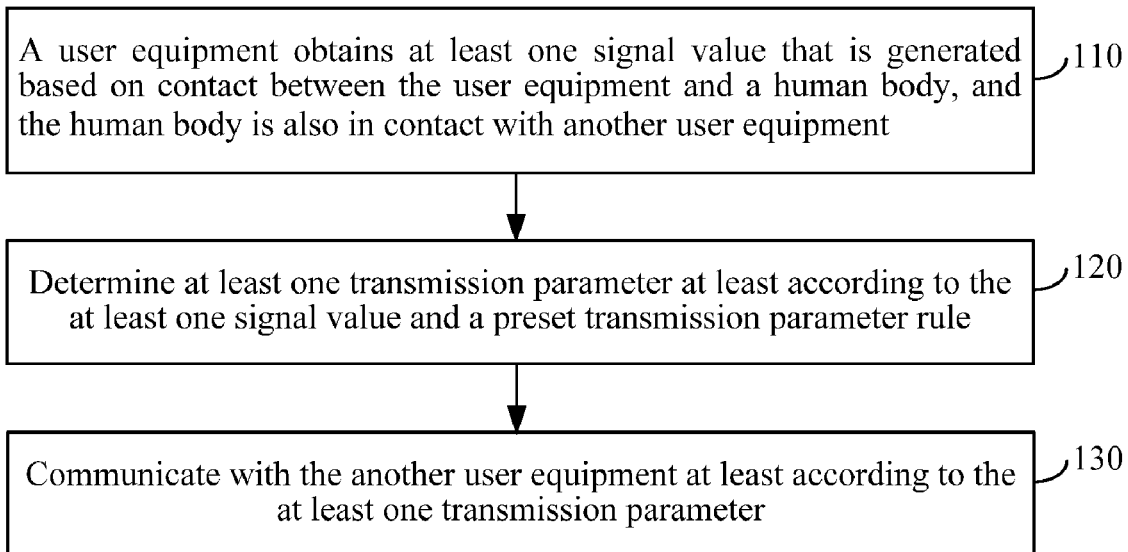 A user equipment obtains at least one signal value that is generated
based on contact between the user equipment and a human body, and
the human body is also in contact with another user equipment
110
Determine at least one transmission parameter at least according to the
at least one signal value and a preset transmission parameter rule
120
Communicate with the another user equipment at least according to the
at least one transmission parameter
130